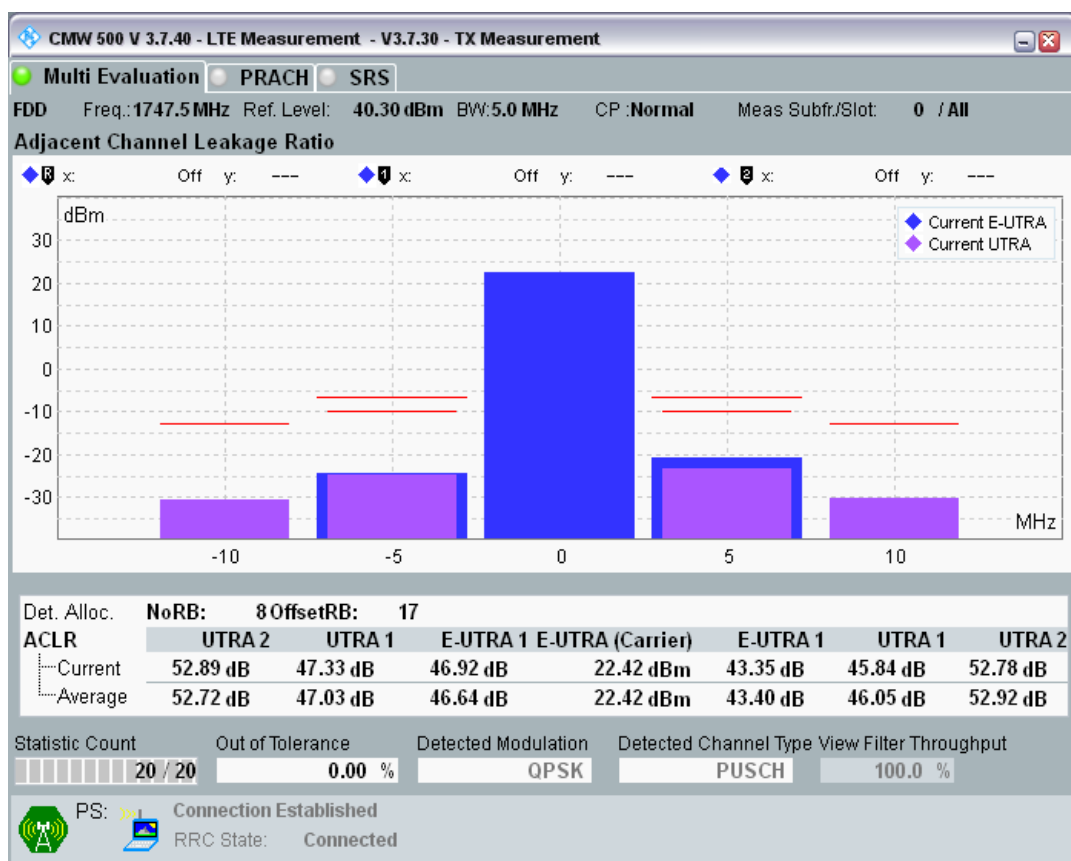 CMW 500 V 3.7.40 - LTE Measurement - V3.7.30 - TX Measurement
Multi Evaluation PRACH SRS
FDD Freq.: 1747.5 MHz Ref. Level: 40.30 dBm BW: 5.0 MHz CP : Normal Meas Subfr./Slot: 0 / All
Adjacent Channel Leakage Ratio
R x: Off y: --- 1 x: Off y: --- 2 x: Off y: ---
dBm
Current E-UTRA
Current UTRA
30
20
10
0
-10
-20
-30
MHz
-10 -5 0 5 10
Det. Alloc. NoRB: 8 OffsetRB: 17
ACLR UTRA 2 UTRA 1 E-UTRA 1 E-UTRA (Carrier) E-UTRA 1 UTRA 1 UTRA 2
Current 52.89 dB 47.33 dB 46.92 dB 22.42 dBm 43.35 dB 45.84 dB 52.78 dB
Average 52.72 dB 47.03 dB 46.64 dB 22.42 dBm 43.40 dB 46.05 dB 52.92 dB
Statistic Count Out of Tolerance Detected Modulation Detected Channel Type View Filter Throughput
20 / 20 0.00 % QPSK PUSCH 100.0 %
PS: Connection Established
RRC State: Connected